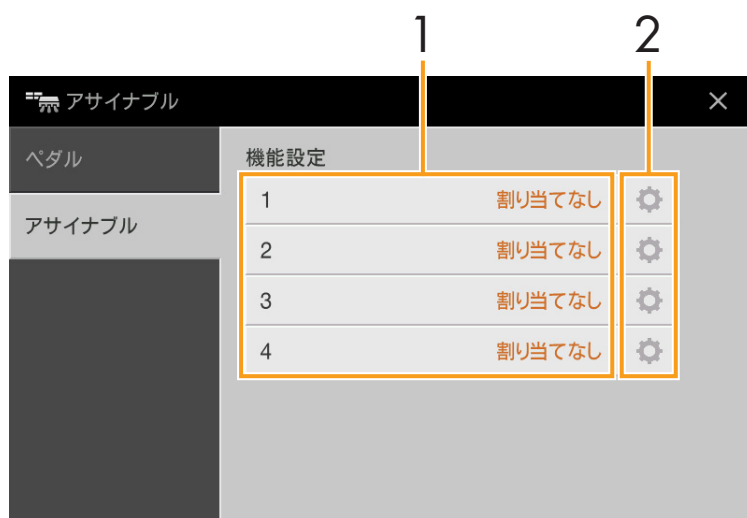 1 2
アサイナブル ×
ペダル
機能設定
アサイナブル
1 割り当てなし
2 割り当てなし
3 割り当てなし
4 割り当てなし